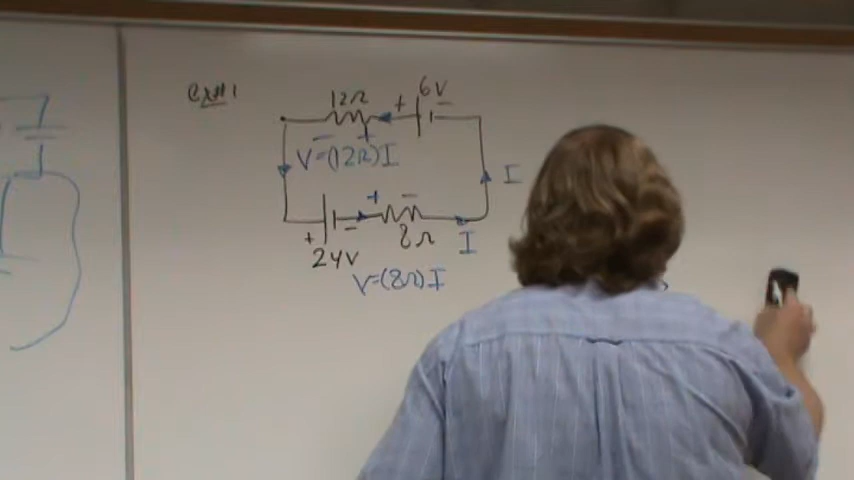 ex#1
12Ω
6V
+ −
− +
V=(12Ω)I
I
+ −
+ −
8Ω
I
24V
V=(8Ω)I